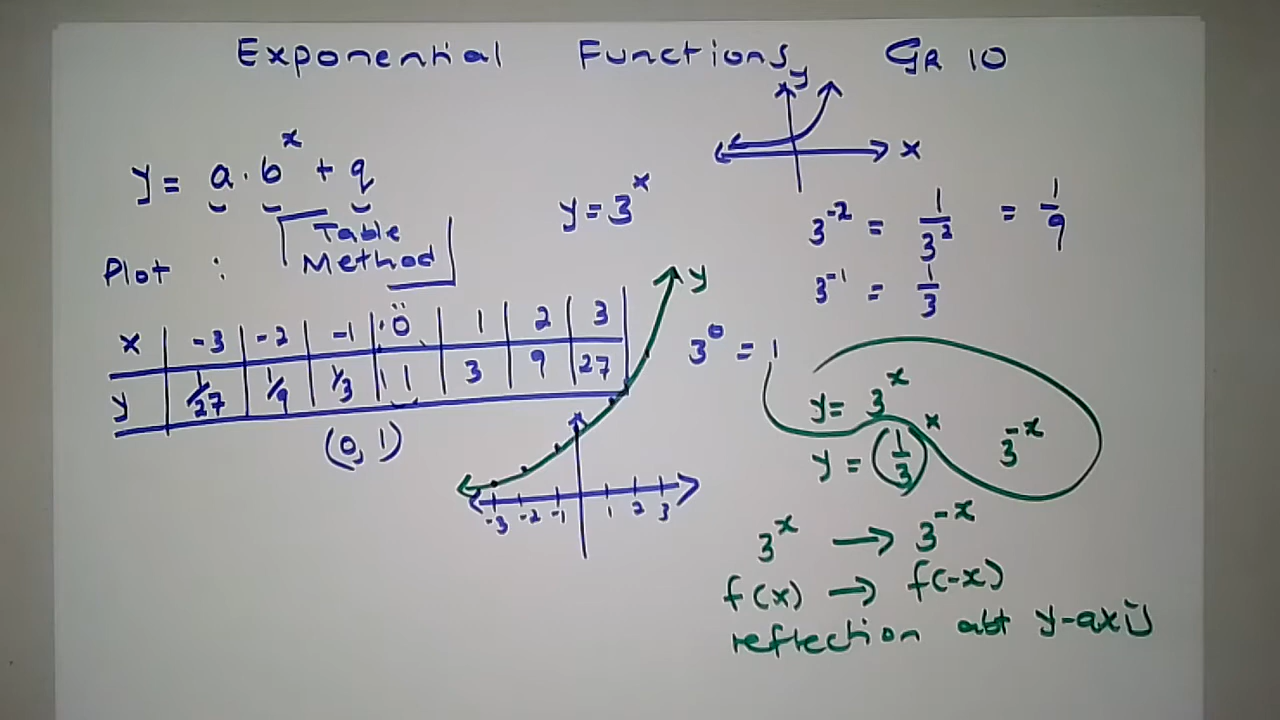 Exponential Functions GR 10
y
x
y = a · b^x + q
y = 3^x
Table
Method
Plot :
3^-2 = 1/3^2 = 1/9
3^-1 = 1/3
3^0 = 1
x -3 -2 -1 0 1 2 3
y 1/27 1/9 1/3 1 3 9 27
(0, 1)
y
-3 -2 -1 1 2 3
y = 3^x
y = (1/3)^x 3^-x
3^x → 3^-x
f(x) → f(-x)
reflection abt y-axis